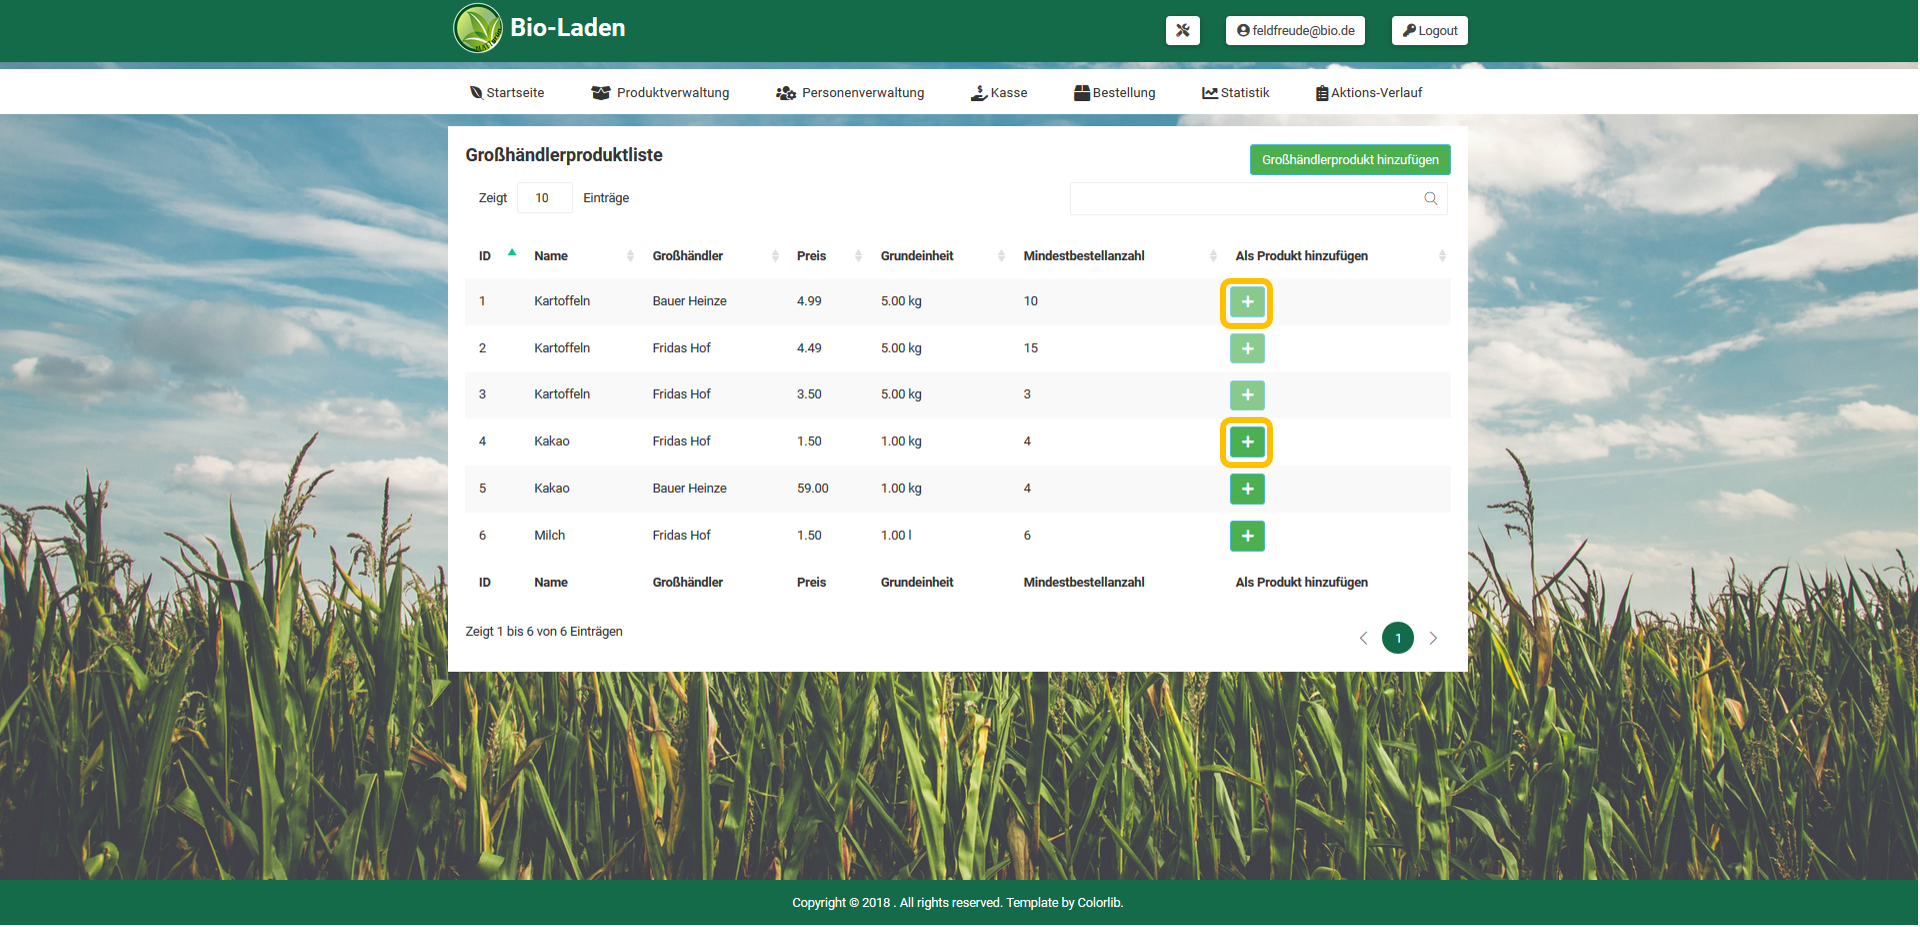 Bio-Laden
feldfreude@bio.de
Logout
Startseite Produktverwaltung Personenverwaltung Kasse Bestellung Statistik Aktions-Verlauf
Großhändlerproduktliste
Großhändlerprodukt hinzufügen
Zeigt 10 Einträge
ID Name Großhändler Preis Grundeinheit Mindestbestellanzahl Als Produkt hinzufügen
1 Kartoffeln Bauer Heinze 4.99 5.00 kg 10 +
2 Kartoffeln Fridas Hof 4.49 5.00 kg 15 +
3 Kartoffeln Fridas Hof 3.50 5.00 kg 3 +
4 Kakao Fridas Hof 1.50 1.00 kg 4 +
5 Kakao Bauer Heinze 59.00 1.00 kg 4 +
6 Milch Fridas Hof 1.50 1.00 l 6 +
ID Name Großhändler Preis Grundeinheit Mindestbestellanzahl Als Produkt hinzufügen
Zeigt 1 bis 6 von 6 Einträgen
1
Copyright © 2018 . All rights reserved. Template by Colorlib.